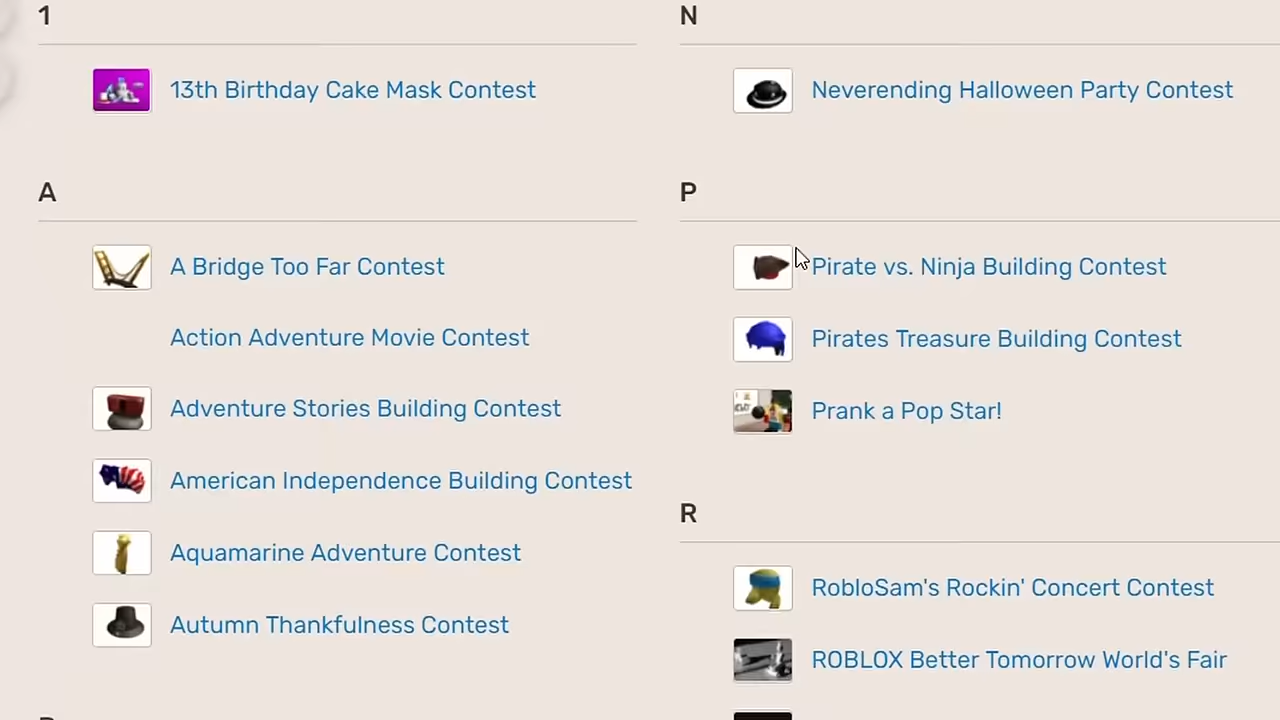 1
13th Birthday Cake Mask Contest
A
A Bridge Too Far Contest
Action Adventure Movie Contest
Adventure Stories Building Contest
American Independence Building Contest
Aquamarine Adventure Contest
Autumn Thankfulness Contest
N
Neverending Halloween Party Contest
P
Pirate vs. Ninja Building Contest
Pirates Treasure Building Contest
Prank a Pop Star!
R
RobloSam's Rockin' Concert Contest
ROBLOX Better Tomorrow World's Fair